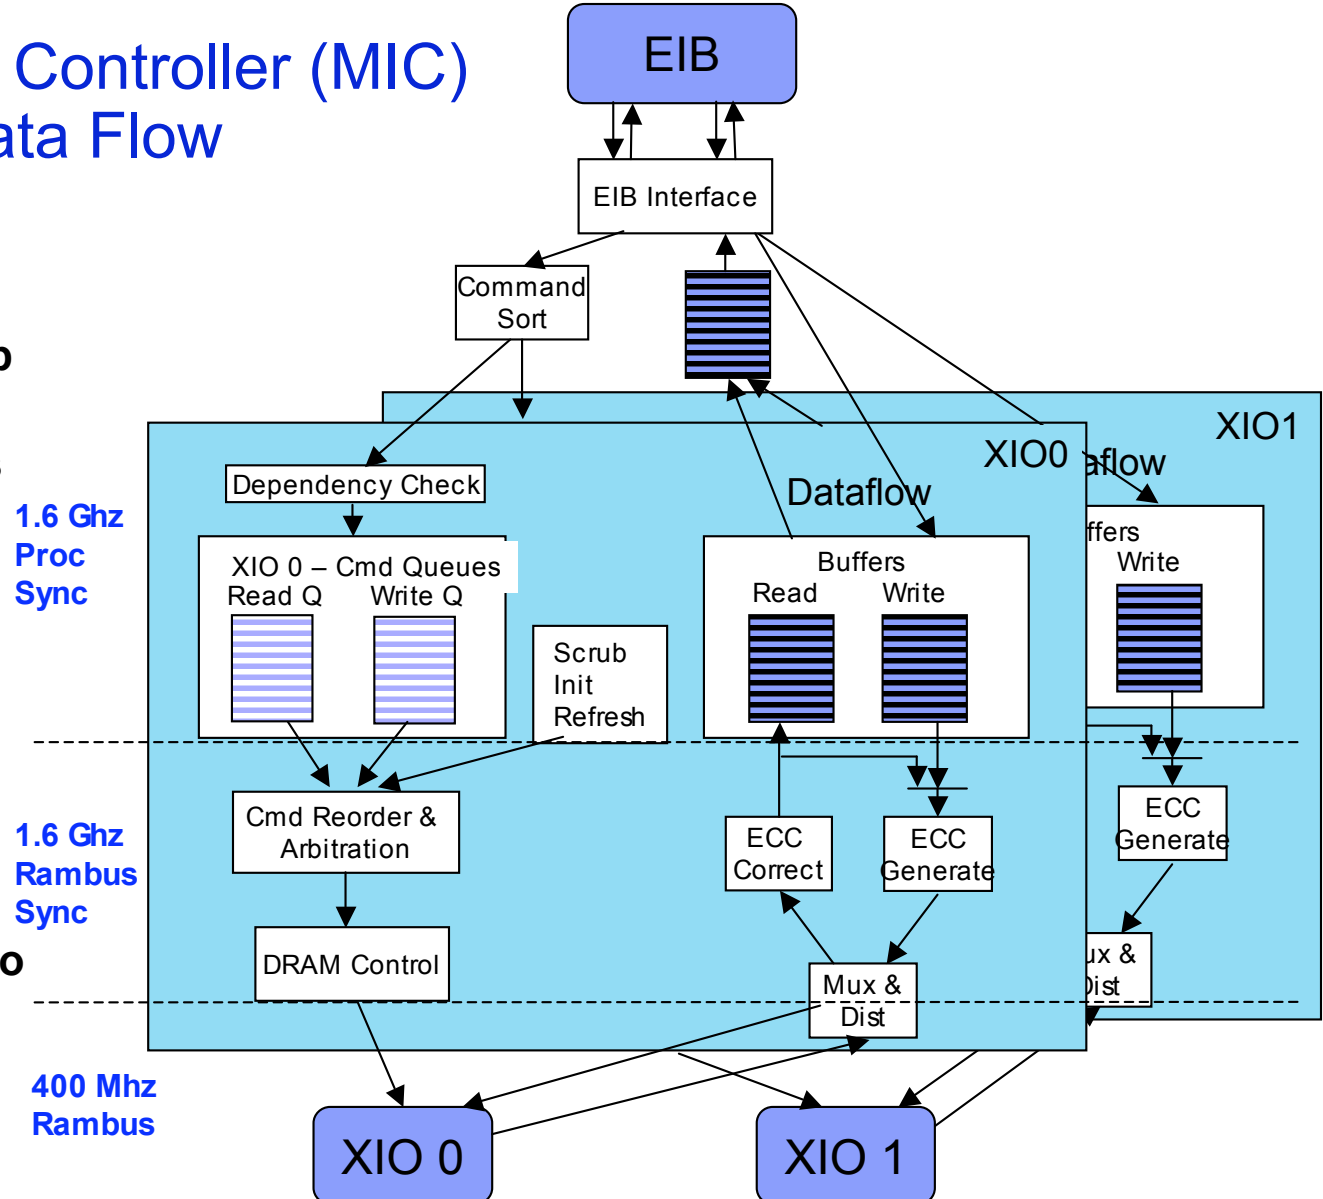 EIB
Controller (MIC)
ata Flow
EIB Interface
Command
Sort
XIO1
XIO0
aflow
Dataflow
Dependency Check
1.6 Ghz
Proc
Sync
XIO 0 – Cmd Queues
Read Q Write Q
Scrub
Init
Refresh
Buffers
Read Write
ffers
Write
1.6 Ghz
Rambus
Sync
Cmd Reorder &
Arbitration
ECC
Correct
ECC
Generate
ECC
Generate
DRAM Control
o
Mux &
Dist
ux &
Dist
400 Mhz
Rambus
XIO 0
XIO 1